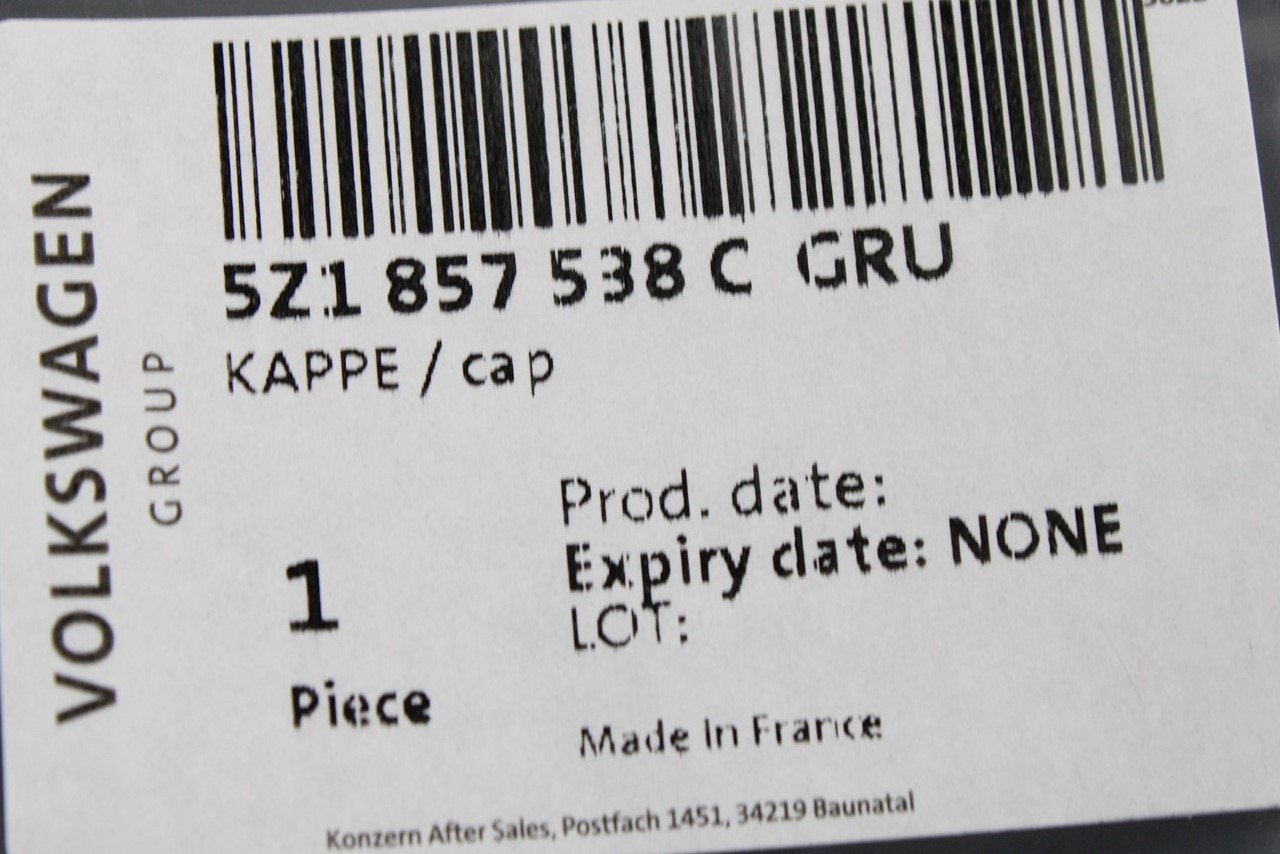 5Z1 857 538 C GRU
KAPPE / cap
VOLKSWAGEN
GROUP
1
Piece
Prod. date:
Expiry date: NONE
LOT:
Made in France
Konzern After Sales, Postfach 1451, 34219 Baunatal